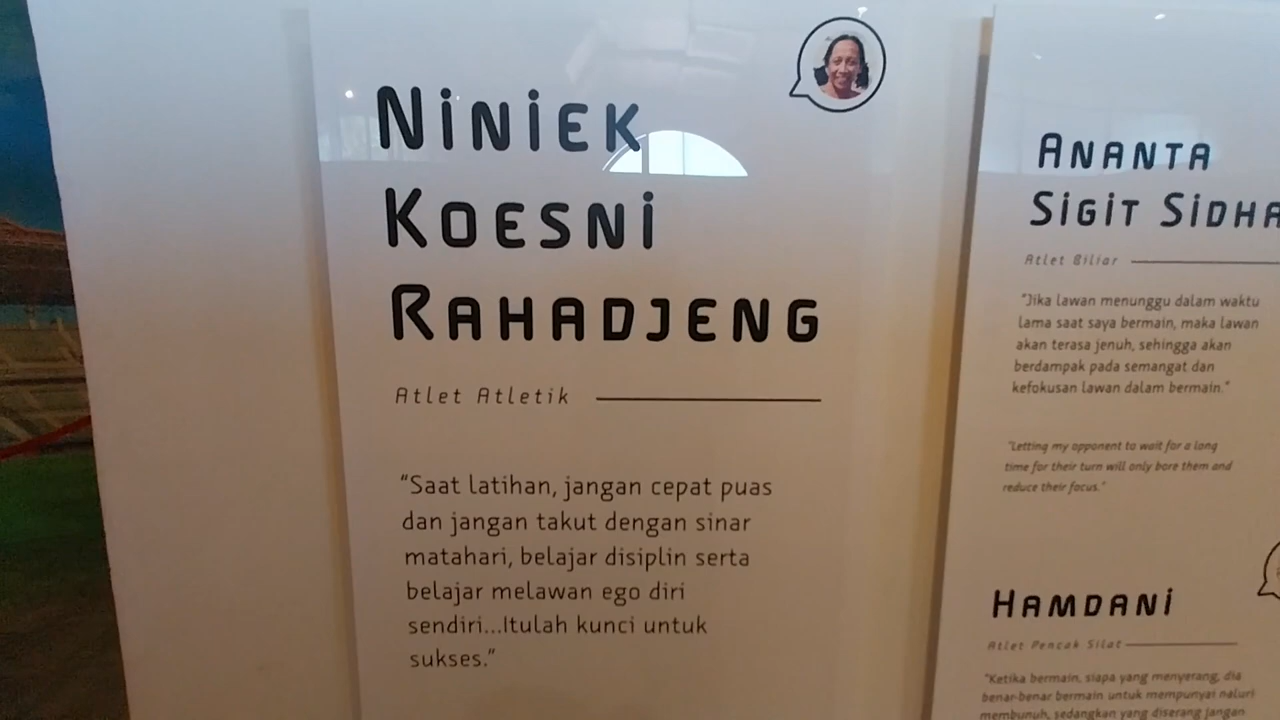 NINIEK
KOESNI
RAHADJENG
Atlet Atletik
"Saat latihan, jangan cepat puas
dan jangan takut dengan sinar
matahari, belajar disiplin serta
belajar melawan ego diri
sendiri...Itulah kunci untuk
sukses."
ANANTA
SIGIT SIDHA
Atlet Biliar
"Jika lawan menunggu dalam waktu
lama saat saya bermain, maka lawan
akan terasa jenuh, sehingga akan
berdampak pada semangat dan
kefokusan lawan dalam bermain."
"Letting my opponent to wait for a long
time for their turn will only bore them and
reduce their focus."
HAMDANI
Atlet Pencak Silat
"Ketika bermain, siapa yang menyerang, dia
benar-benar bermain untuk mempunyai naluri
membunuh, sedangkan yang diserang jangan